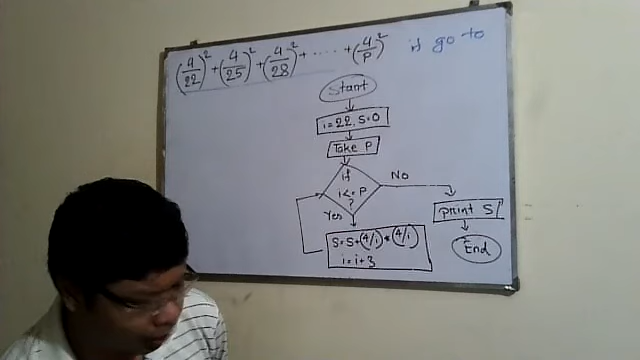 (4/22)² + (4/25)² + (4/28)² + ..... + (4/P)² if go to
Start
i=22, S=0
Take P
if
i<=P
?
No
Yes
print S
S=S+(4/i)*(4/i)
i=i+3
End